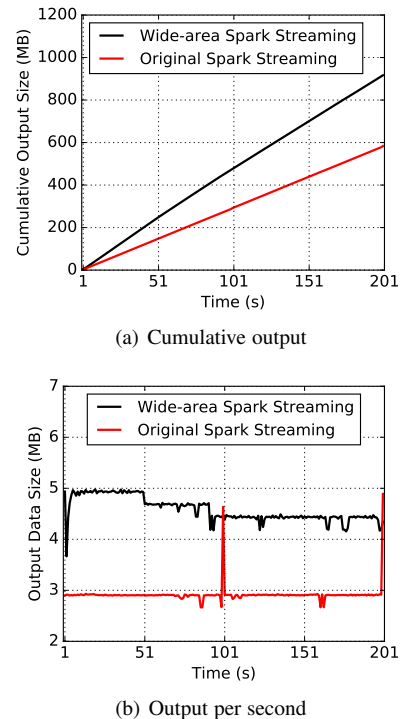 1200
1000
800
600
400
200
0
Cumulative Output Size (MB)
Wide-area Spark Streaming
Original Spark Streaming
1 51 101 151 201
Time (s)
(a) Cumulative output
7
6
5
4
3
2
Output Data Size (MB)
Wide-area Spark Streaming
Original Spark Streaming
1 51 101 151 201
Time (s)
(b) Output per second